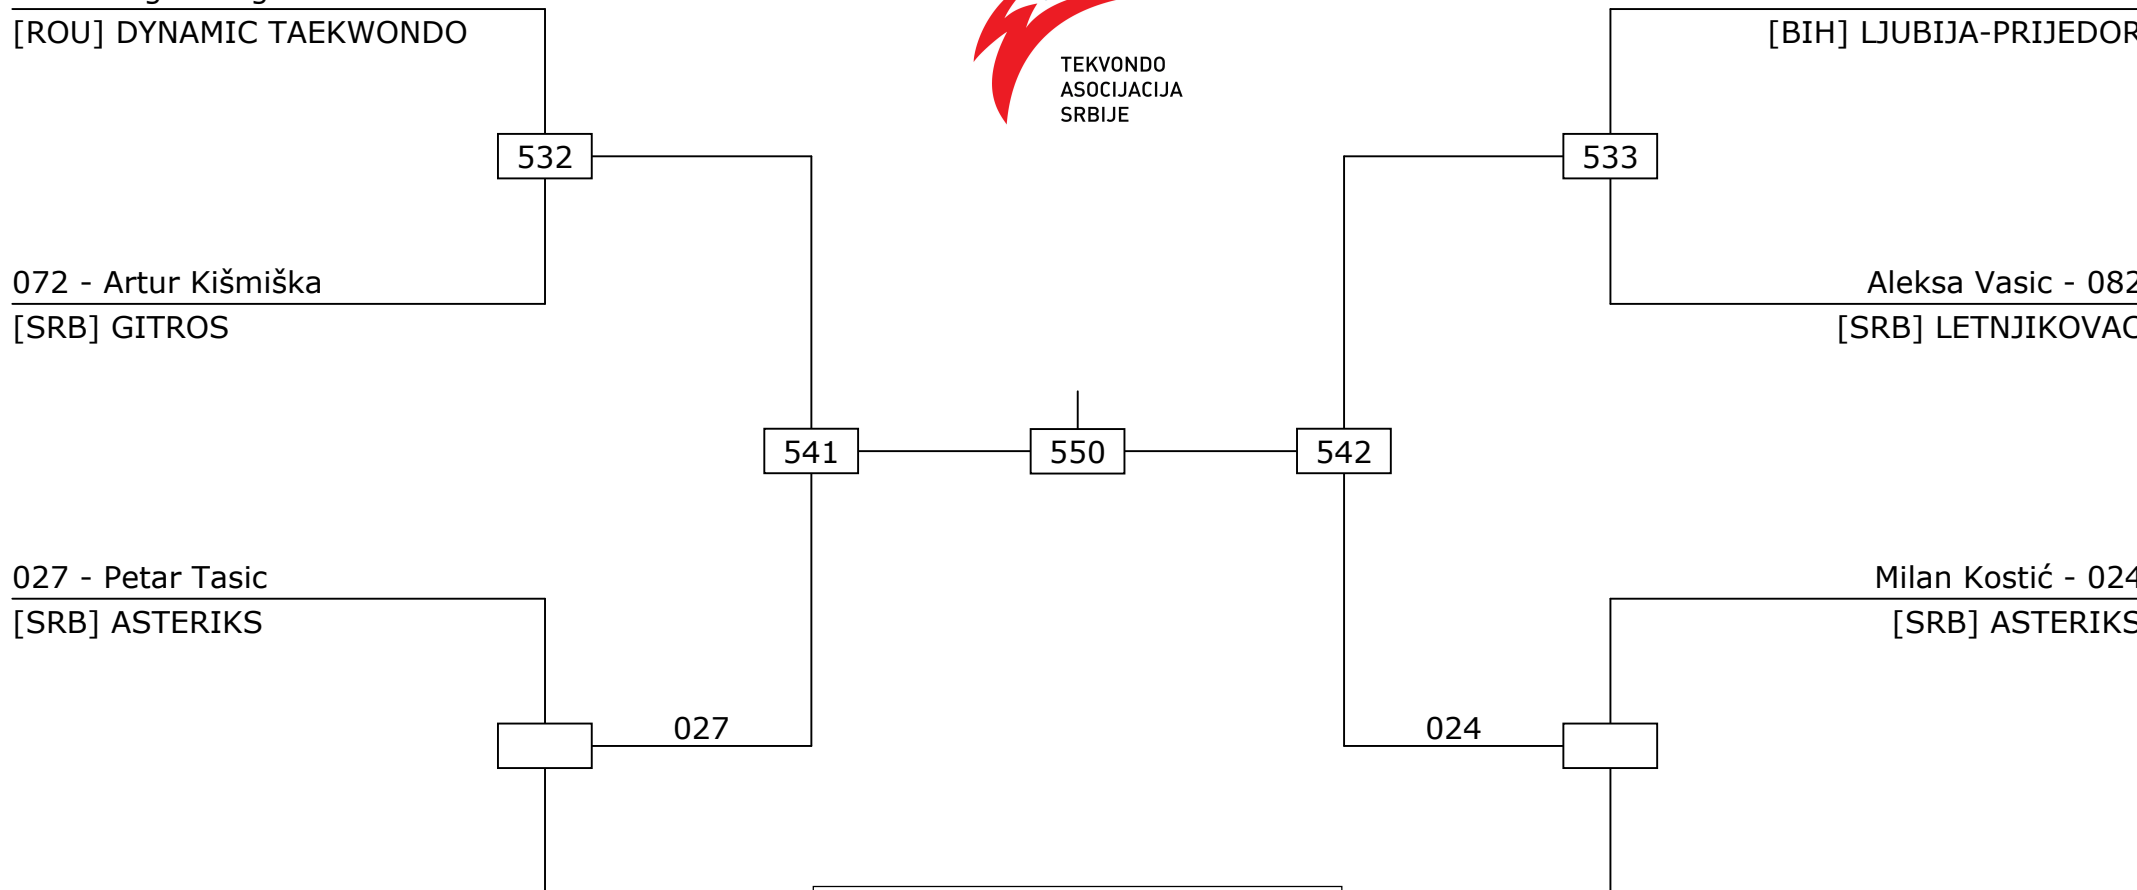 [ROU] DYNAMIC TAEKWONDO
[BIH] LJUBIJA-PRIJEDOR
TEKVONDO
ASOCIJACIJA
SRBIJE
532
533
072 - Artur Kišmiška
[SRB] GITROS
Aleksa Vasic - 082
[SRB] LETNJIKOVAC
541
550
542
027 - Petar Tasic
[SRB] ASTERIKS
Milan Kostić - 024
[SRB] ASTERIKS
027
024